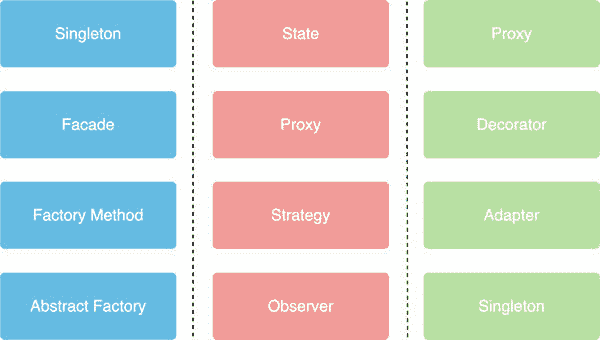 Singleton
State
Proxy
Facade
Proxy
Decorator
Factory Method
Strategy
Adapter
Abstract Factory
Observer
Singleton